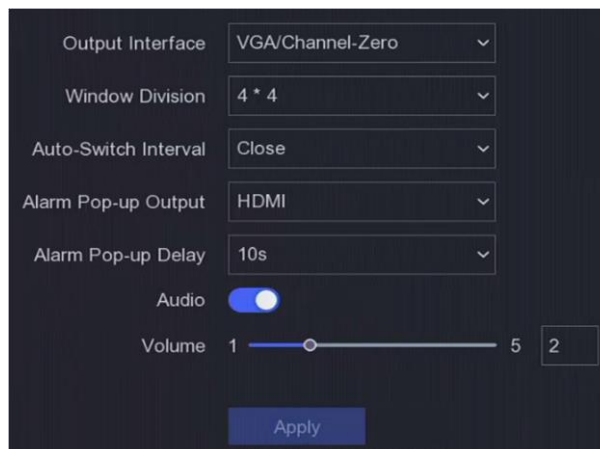 Output Interface VGA/Channel-Zero
Window Division 4 * 4
Auto-Switch Interval Close
Alarm Pop-up Output HDMI
Alarm Pop-up Delay 10s
Audio
Volume 1 5 2
Apply